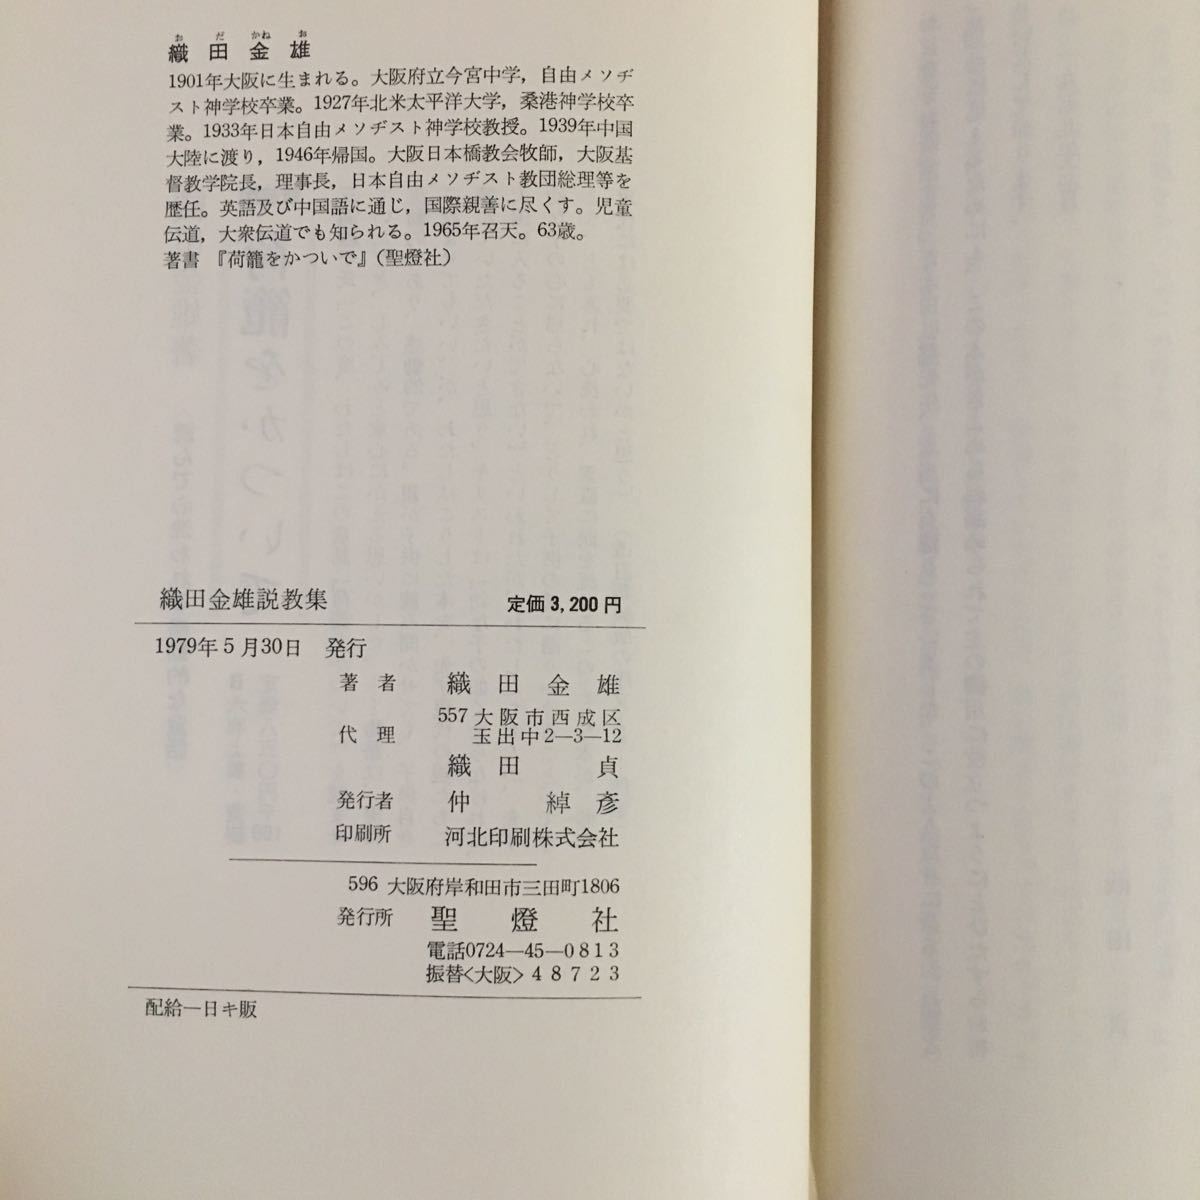 おだかねお
織田金雄
1901年大阪に生まれる。大阪府立今宮中学，自由メソヂ
スト神学校卒業。1927年北米太平洋大学，桑港神学校卒
業。1933年日本自由メソヂスト神学校教授。1939年中国
大陸に渡り，1946年帰国。大阪日本橋教会牧師，大阪基
督教学院長，理事長，日本自由メソヂスト教団総理等を
歴任。英語及び中国語に通じ，国際親善に尽くす。児童
伝道，大衆伝道でも知られる。1965年召天。63歳。
著書 『荷籠をかついで』（聖燈社）
織田金雄説教集 定価 3,200 円
1979年５月30日 発行
著者 織田金雄
557 大阪市西成区
代理 玉出中2―3―12
織田 貞
発行者 仲 綽彦
印刷所 河北印刷株式会社
596 大阪府岸和田市三田町1806
発行所 聖燈社
電話0724―45―0813
振替<大阪>48723
配給―日キ販